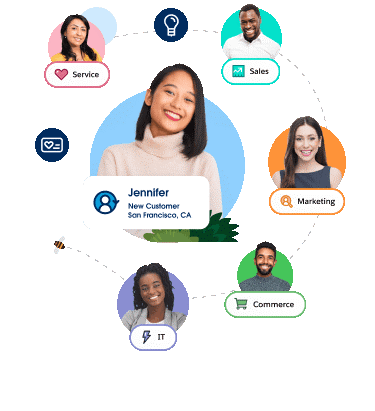 Service
Sales
Jennifer
New Customer
San Francisco, CA
Marketing
Commerce
IT